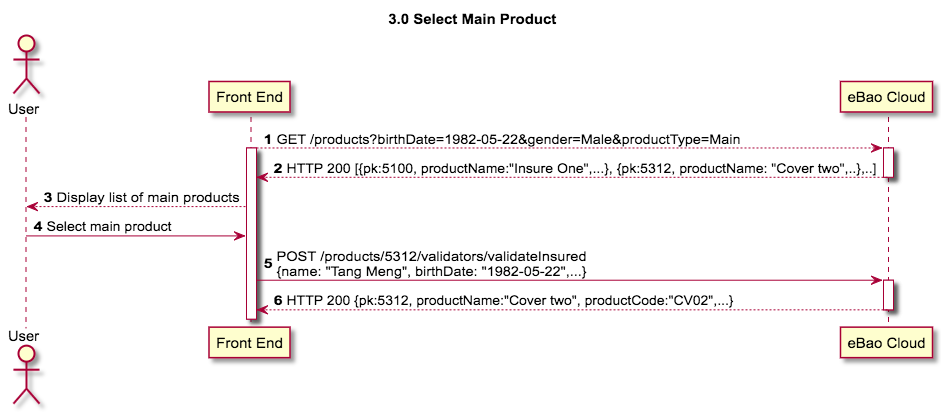 3.0 Select Main Product
User
Front End
eBao Cloud
1 GET /products?birthDate=1982-05-22&gender=Male&productType=Main
2 HTTP 200 [{pk:5100, productName:"Insure One",...}, {pk:5312, productName: "Cover two",..},..]
3 Display list of main products
4 Select main product
5 POST /products/5312/validators/validateInsured
{name: "Tang Meng", birthDate: "1982-05-22",...}
6 HTTP 200 {pk:5312, productName:"Cover two", productCode:"CV02",...}
User
Front End
eBao Cloud